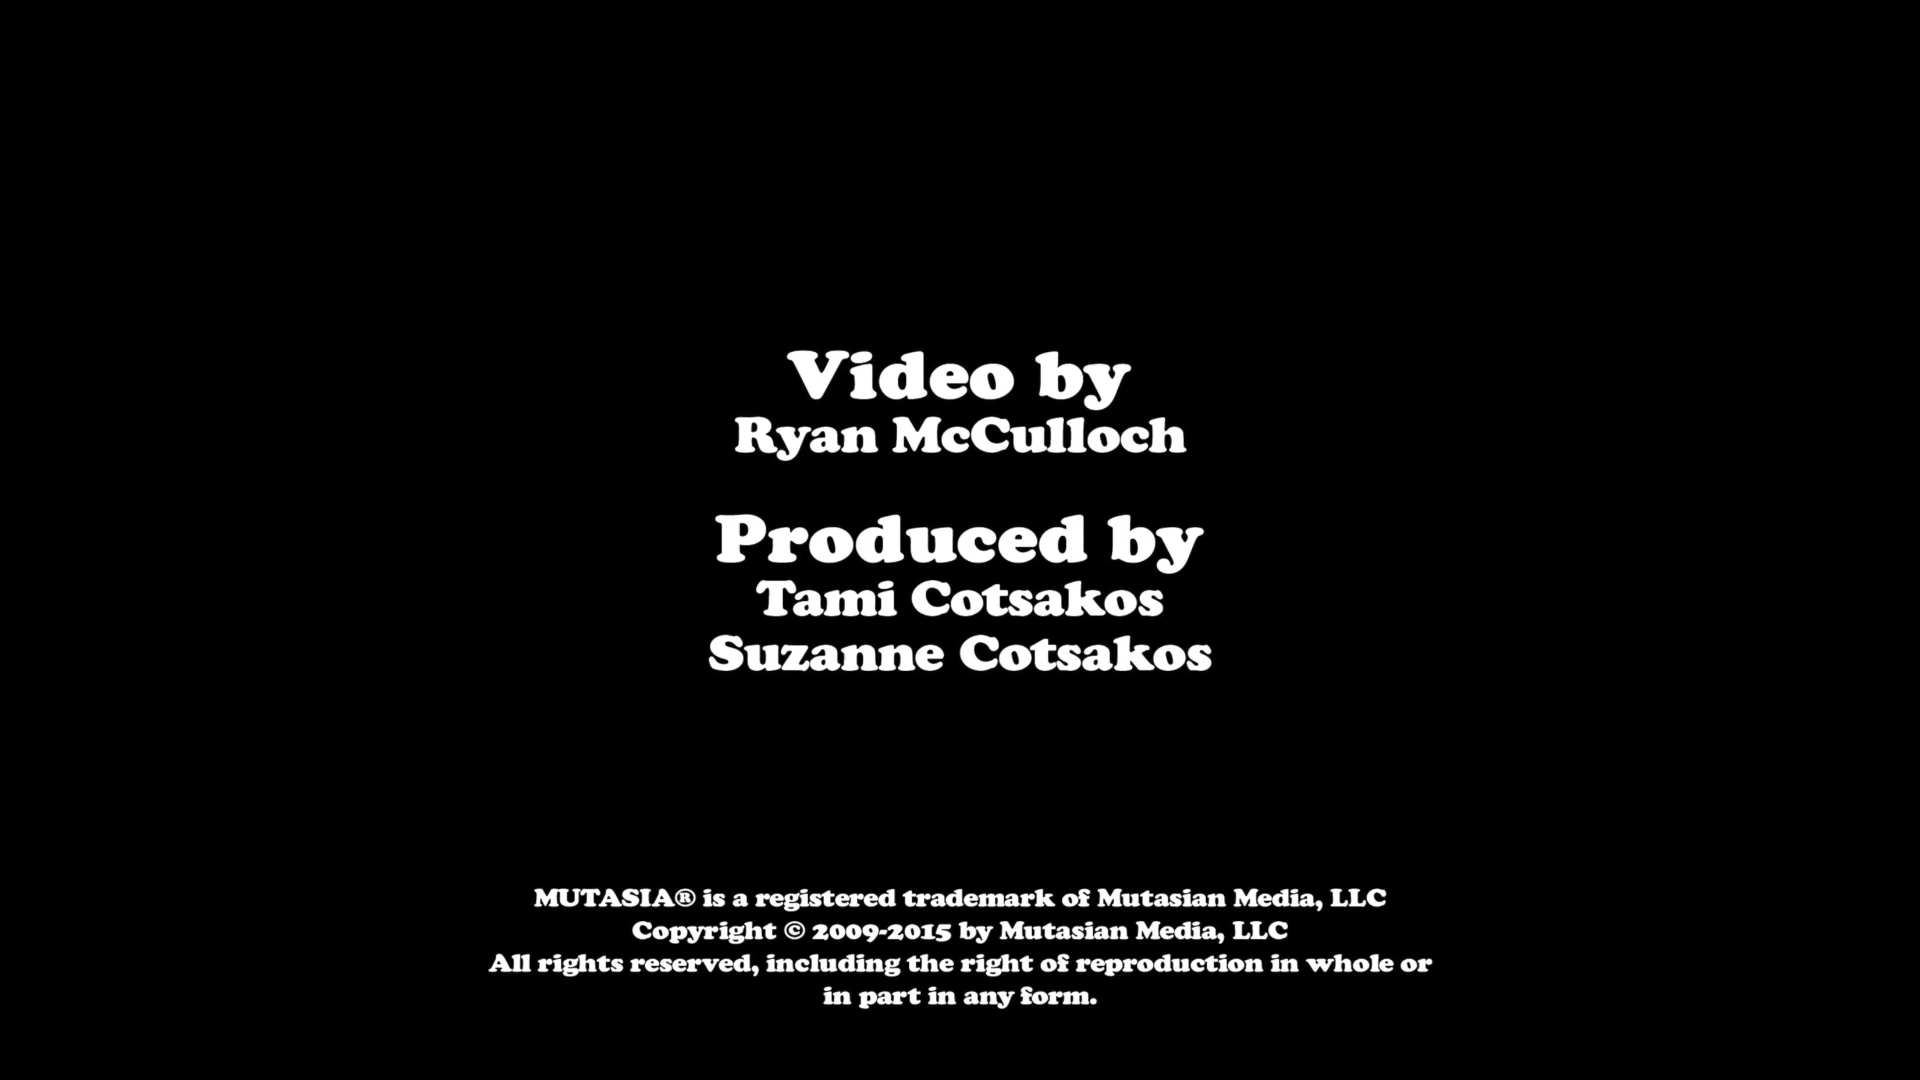 Video by
Ryan McCulloch
Produced by
Tami Cotsakos
Suzanne Cotsakos
MUTASIA® is a registered trademark of Mutasian Media, LLC
Copyright © 2009-2015 by Mutasian Media, LLC
All rights reserved, including the right of reproduction in whole or
in part in any form.